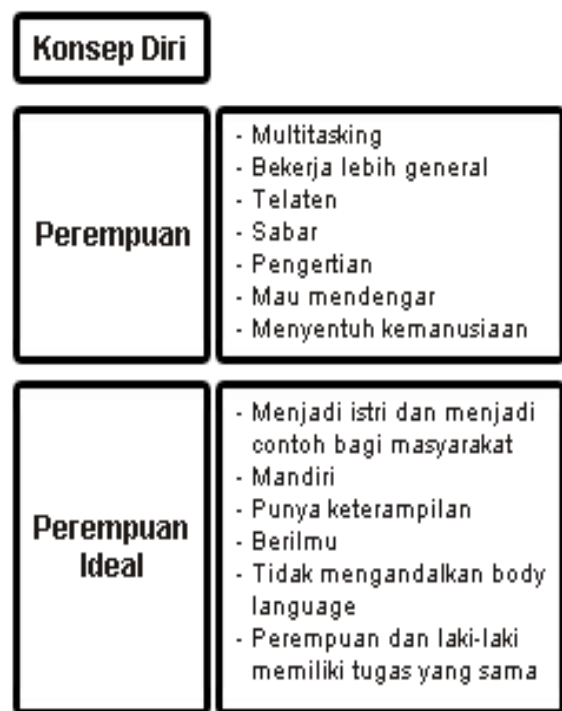 Konsep Diri
Perempuan
- Multitasking
- Bekerja lebih general
- Telaten
- Sabar
- Pengertian
- Mau mendengar
- Menyentuh kemanusiaan
Perempuan
Ideal
- Menjadi istri dan menjadi
contoh bagi masyarakat
- Mandiri
- Punya keterampilan
- Berilmu
- Tidak mengandalkan body
language
- Perempuan dan laki-laki
memiliki tugas yang sama